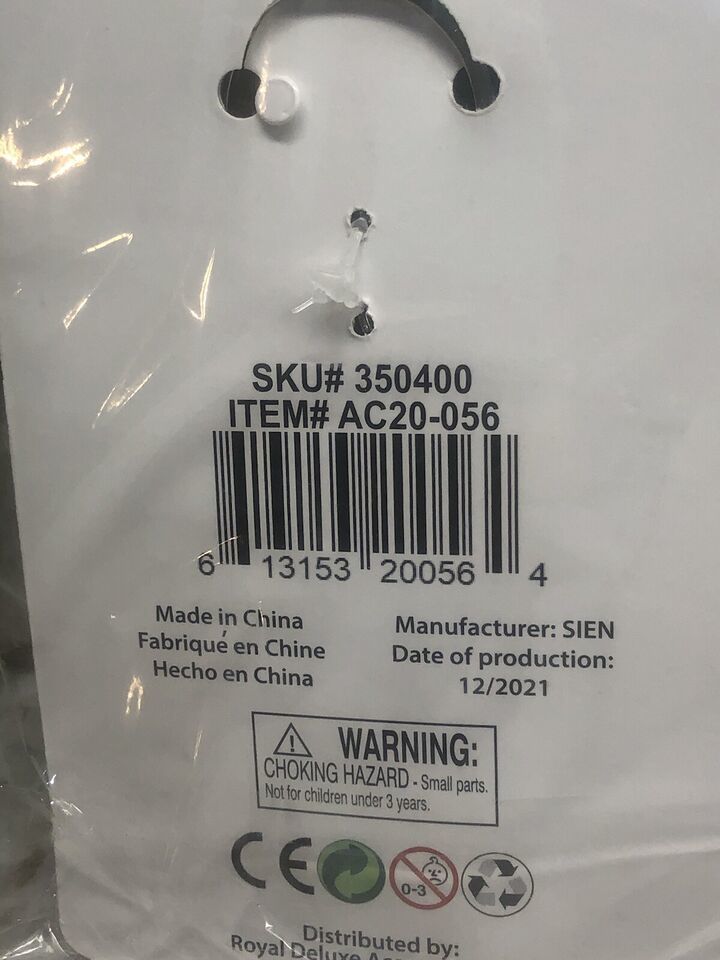 SKU# 350400
ITEM# AC20-056
6 13153 20056 4
Made in China
Fabriqué en Chine
Hecho en China
Manufacturer: SIEN
Date of production:
12/2021
WARNING:
CHOKING HAZARD - Small parts.
Not for children under 3 years.
CE
0-3
Distributed by:
Royal Deluxe